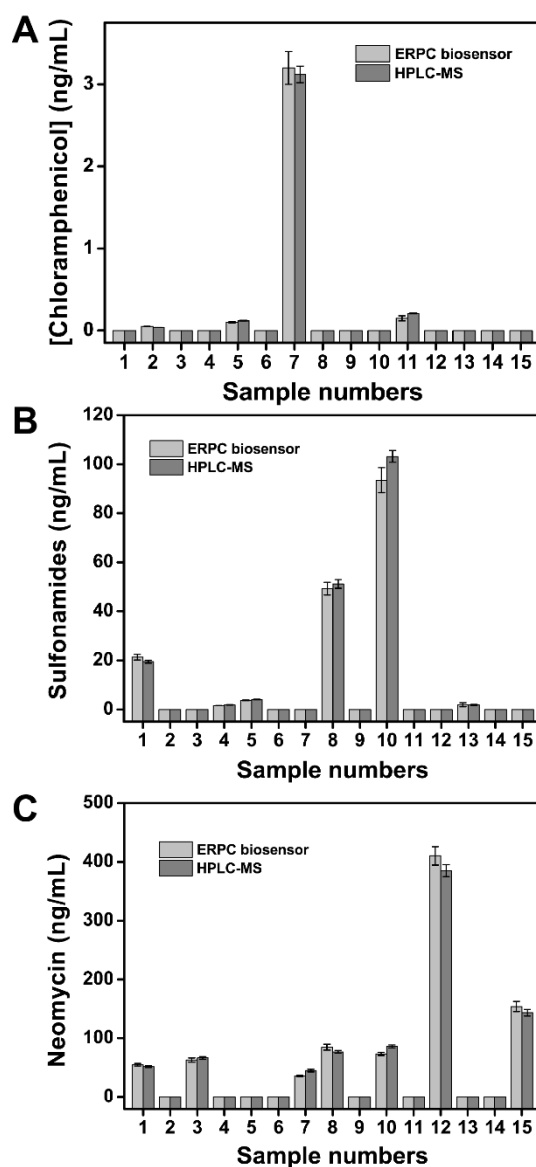 A
[Chloramphenicol] (ng/mL)
ERPC biosensor
HPLC-MS
3
2
1
0
1 2 3 4 5 6 7 8 9 10 11 12 13 14 15
Sample numbers
B
Sulfonamides (ng/mL)
ERPC biosensor
HPLC-MS
120
100
80
60
40
20
0
1 2 3 4 5 6 7 8 9 10 11 12 13 14 15
Sample numbers
C
Neomycin (ng/mL)
ERPC biosensor
HPLC-MS
500
400
300
200
100
0
1 2 3 4 5 6 7 8 9 10 11 12 13 14 15
Sample numbers